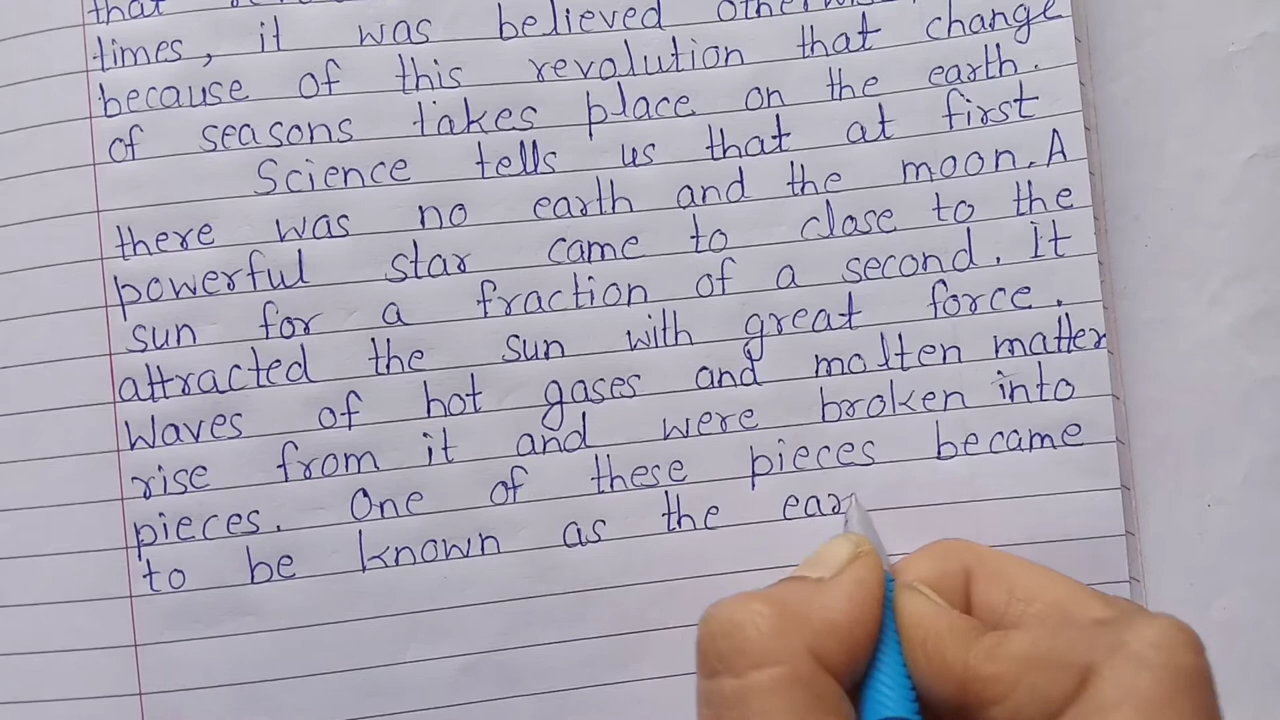 that
times, it was believed
because of this revolution that change
of seasons takes place on the earth.
Science tells us that at first
there was no earth and the moon. A
powerful star came to close to the
sun for a fraction of a second. It
attracted the sun with great force.
Waves of hot gases and molten matter
rise from it and were broken into
pieces. One of these pieces became
to be known as the ear